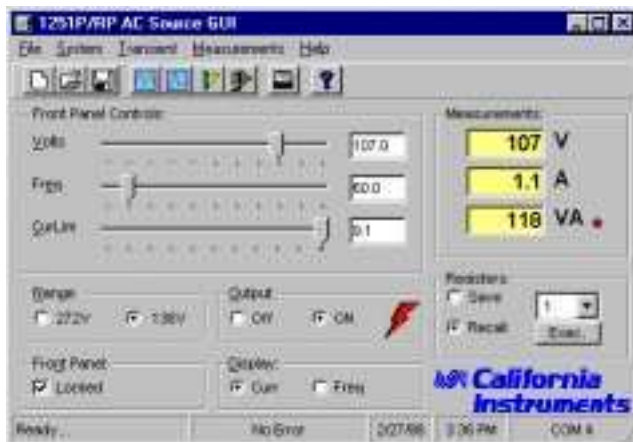 1251P/RP AC Source GUI
File System Transient Measurements Help
Front Panel Controls:
Volts 107.0
Freq 60.0
CurLim 9.1
Measurements:
107 V
1.1 A
118 VA
Range:
272V 136V
Output:
Off ON
Registers:
Save
Recall
1
Exec.
Front Panel:
Locked
Display:
Curr Freq
California
Instruments
Ready... No Error 2/27/98 3:36 PM COM